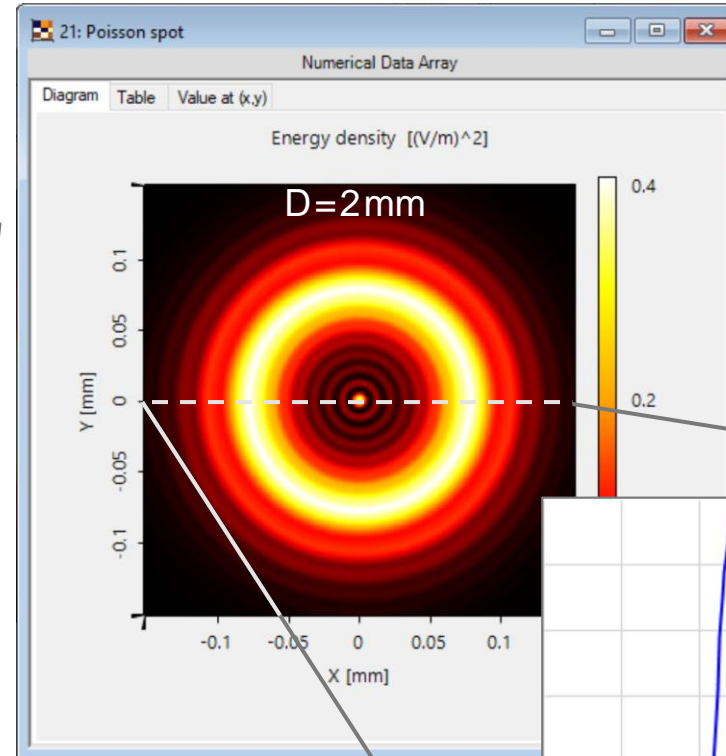 21: Poisson spot
Numerical Data Array
Diagram Table Value at (x,y)
Energy density [(V/m)^2]
D=2mm
0.4
0.2
Y [mm]
0.1
0.05
0
-0.05
-0.1
-0.1 -0.05 0 0.05 0.1
X [mm]